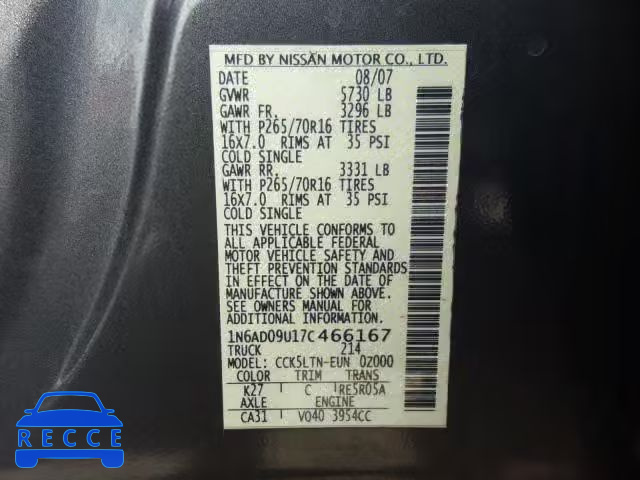 MFD BY NISSAN MOTOR CO., LTD.
DATE 08/07
GVWR 5730 LB
GAWR FR. 3296 LB
WITH P265/70R16 TIRES
16X7.0 RIMS AT 35 PSI
COLD SINGLE
GAWR RR. 3331 LB
WITH P265/70R16 TIRES
16X7.0 RIMS AT 35 PSI
COLD SINGLE
THIS VEHICLE CONFORMS TO
ALL APPLICABLE FEDERAL
MOTOR VEHICLE SAFETY AND
THEFT PREVENTION STANDARDS
IN EFFECT ON THE DATE OF
MANUFACTURE SHOWN ABOVE.
SEE OWNERS MANUAL FOR
ADDITIONAL INFORMATION
1N6AD09U17C466167
TRUCK 214
MODEL: CCK5LTN-EUN 0Z000
COLOR TRIM TRANS
K27 C RE5R05A
AXLE ENGINE
CA31 VQ40 3954CC
RECCE